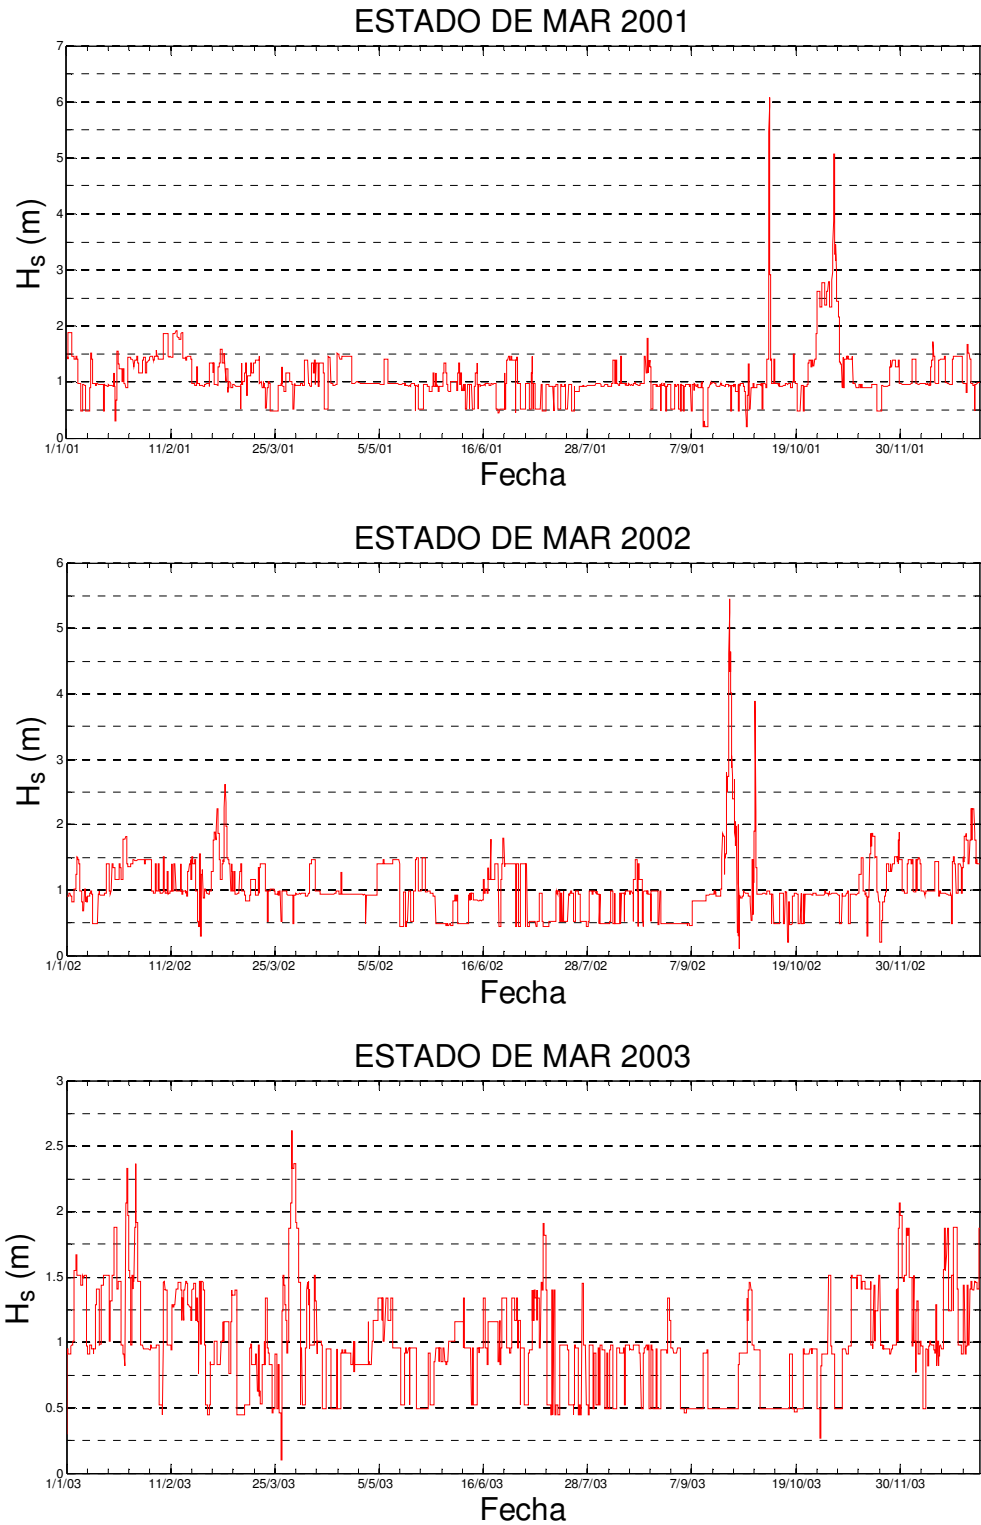 ESTADO DE MAR 2001
7
6
5
4
3
2
1
0
H_S (m)
1/1/01 11/2/01 25/3/01 5/5/01 16/6/01 28/7/01 7/9/01 19/10/01 30/11/01
Fecha
ESTADO DE MAR 2002
6
5
4
3
2
1
0
H_S (m)
1/1/02 11/2/02 25/3/02 5/5/02 16/6/02 28/7/02 7/9/02 19/10/02 30/11/02
Fecha
ESTADO DE MAR 2003
3
2.5
2
1.5
1
0.5
0
H_S (m)
1/1/03 11/2/03 25/3/03 5/5/03 16/6/03 28/7/03 7/9/03 19/10/03 30/11/03
Fecha